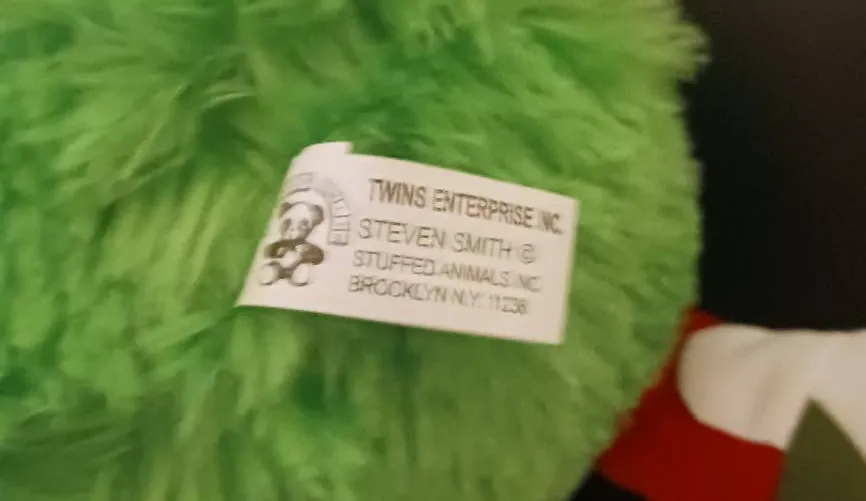 TWINS ENTERPRISE INC.
STEVEN SMITH ©
STUFFED ANIMALS INC.
BROOKLYN N.Y. 11236